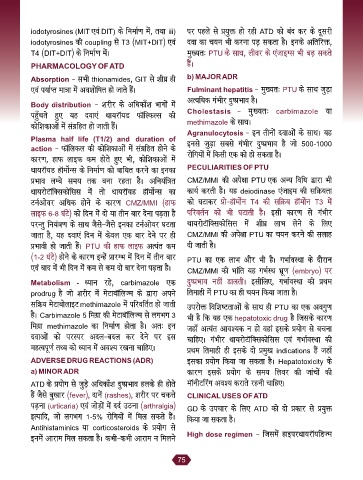 iodotyrosines (MIT एवं DIT) के निर्माण में, तथा iii)
iodotyrosines की coupling से T3 (MIT+DIT) एवं
T4 (DIT+DIT) के निर्माण में।
PHARMACOLOGY OF ATD
Absorption - सभी thionamides, GIT से शीघ्र ही
एवं पर्याप्त मात्रा में अवशोषित हो जाते हैं।
Body distribution - शरीर के अधिकाँश भागों में
पहुँचते हुए यह दवाएं थायरॉयड फॉलिकल्स की
कोशिकाओं में संग्रहित हो जाती हैं।
Plasma half life (T1/2) and duration of
action - फॉलिकल की कोशिकाओं में संग्रहित होने के
कारण, हाफ लाइफ कम होते हुए भी, कोशिकाओं में
थायरॉयड हॉर्मोन्स के निर्माण को बाधित करने का इनका
प्रभाव लम्बे समय तक बना रहता है। अनियंत्रित
थायरोटॉक्सिकोसिस में तो थायरॉयड हॉर्मोन्स का
टर्नओवर अधिक होने के कारण CMZ/MMI (हाफ
लाइफ 6-8 घंटे) को दिन में दो या तीन बार देना पड़ता है
परन्तु नियंत्रण के साथ जैसे-जैसे इनका टर्नओवर घटता
जाता है, यह दवाएं दिन में केवल एक बार देने पर ही
प्रभावी हो जाती हैं। PTU की हाफ लाइफ अत्यंत कम
(1-2 घंटे) होने के कारण इन्हें प्रारम्भ में दिन में तीन बार
एवं बाद में भी दिन में कम से कम दो बार देना पड़ता है।
Metabolism - ध्यान रहे, carbimazole एक
prodrug है जो शरीर में मेटाबॉलिज्म के द्वारा अपने
सक्रिय मेटाबोलाइटmethimazole में परिवर्तित हो जाती
है। Carbimazole 5 मिग्रा की मेटाबॉलिज्म से लगभग 3
मिग्रा methimazole का निर्माण होता है। अतः इन
दवाओं को परस्पर अदल-बदल कर देने पर इस
महत्वपूर्ण तथ्य को ध्यान में अवश्य रखना चाहिए।
ADVERSE DRUG REACTIONS (ADR)
a) MINOR ADR
ATD के प्रयोग से जुड़े अधिकाँश दुष्प्रभाव हलके ही होते
हैं जैसे बुखार (fever), दानें (rashes), शरीर पर चकत्ते
पड़ना (urticaria) एवं जोड़ों में दर्द उठना (arthralgia)
इत्यादि, जो लगभग 1-5% रोगियों में मिल सकते हैं।
Antihistaminics या corticosteroids के प्रयोग से
इनमें आराम मिल सकता है। कभी-कभी आराम न मिलने
पर पहले से प्रयुक्त हो रही ATD को बंद कर के दूसरी
दवा का चयन भी करना पड़ सकता है। इनके अतिरिक्त,
मुख्यतः PTU के साथ, लीवर के एंजाइम्स भी बढ़ सकते
हैं।
b) MAJOR ADR
Fulminant hepatitis - मुख्यतः PTU के साथ जुड़ा
अत्यधिक गंभीर दुष्प्रभाव है।
Cholestasis - मुख्यतः carbimazole या
methimazole के साथ।
Agranulocytosis - इन तीनों दवाओं के साथ। यह
इनसे जुड़ा सबसे गंभीर दुष्प्रभाव है जो 500-1000
रोगियों में किसी एक को ही सकता है।
PECULIARITIES OF PTU
CMZ/MMI की अपेक्षा PTU एक अन्य विधि द्वारा भी
कार्य करती है। यह deiodinase एंजाइम की सक्रियता
को घटाकर प्रो-हॉर्मोन T4 की सक्रिय हॉर्मोन T3 में
परिवर्तन को भी घटाती है। इसी कारण से गंभीर
थायरोटॉक्सिकोसिस में शीघ्र लाभ लेने के लिए
CMZ/MMI की अपेक्षा PTU का चयन करने की सलाह
दी जाती है।
PTU का एक लाभ और भी है। गर्भावस्था के दौरान
CMZ/MMI की भांति यह गर्भस्थ भ्रूण (embryo) पर
दुष्प्रभाव नहीं डालती। इसीलिए, गर्भावस्था की प्रथम
तिमाही में PTU का ही चयन किया जाता है।
उपरोक्त विशिष्टताओं के साथ ही PTU का एक अवगुण
भी है कि वह एक hepatotoxic drug है जिसके कारण
जहाँ अत्यंत आवश्यक न हो वहां इसके प्रयोग से बचना
चाहिए। गंभीर थायरोटॉक्सिकोसिस एवं गर्भावस्था की
प्रथम तिमाही ही इसके दो प्रमुख indications हैं जहाँ
इसका प्रयोग किया जा सकता है। Hepatotoxicity के
कारण इसके प्रयोग के समय लिवर की जांचों की
मॉनीटरिंग अवश्य कराते रहनी चाहिए।
CLINICAL USES OF ATD
GD के उपचार के लिए ATD को दो प्रकार से प्रयुक्त
किया जा सकता है।
High dose regimen - जिसमें हाइपरथायरॉयडिज्म
75